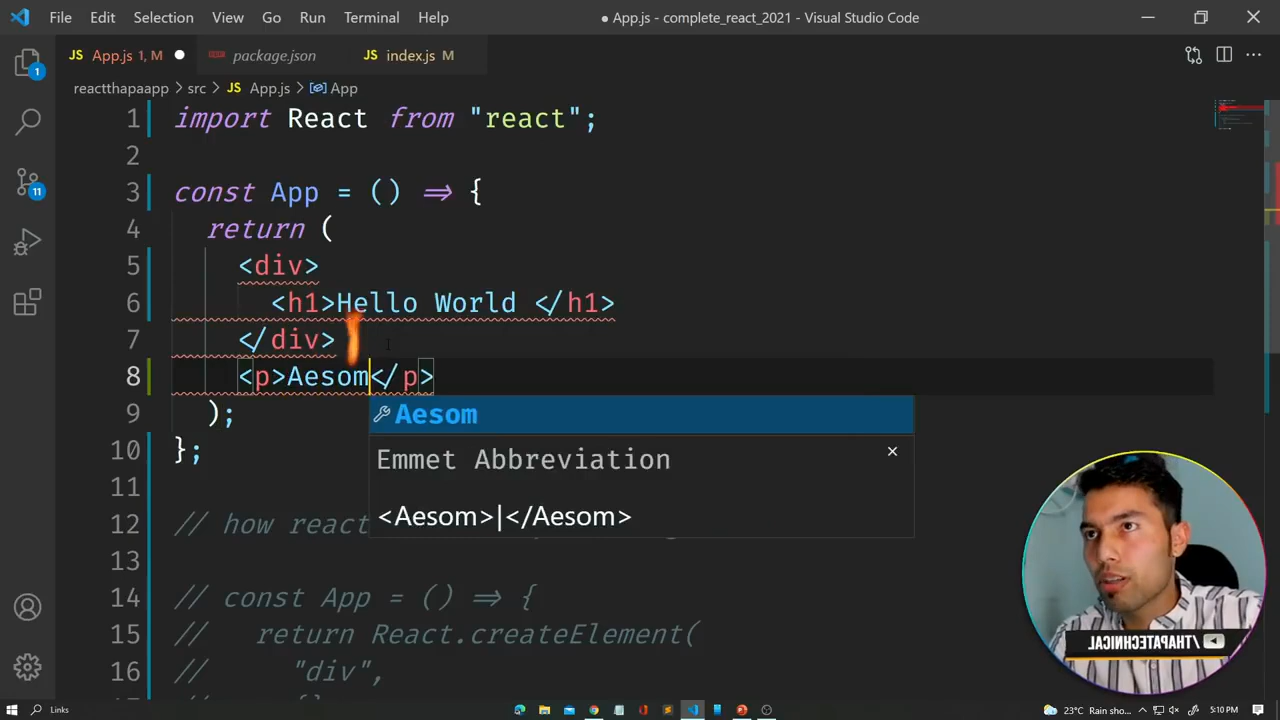 File Edit Selection View Go Run Terminal Help ● App.js - complete_react_2021 - Visual Studio Code
JS App.js 1, M ● package.json JS index.js M
reactthapaapp > src > JS App.js > App
1
1 import React from "react";
2
3 const App = () => {
4 return (
11
5 <div>
6 <h1>Hello World </h1>
7 </div>
8 <p>Aesom</p>
Aesom
9 );
Emmet Abbreviation
10 };
11
<Aesom>|</Aesom>
12 // how react
13
14 // const App = () => {
15 // return React.createElement(
/THAPATECHNICAL
16 // "div",
Links
23°C Rain sho...
5:10 PM